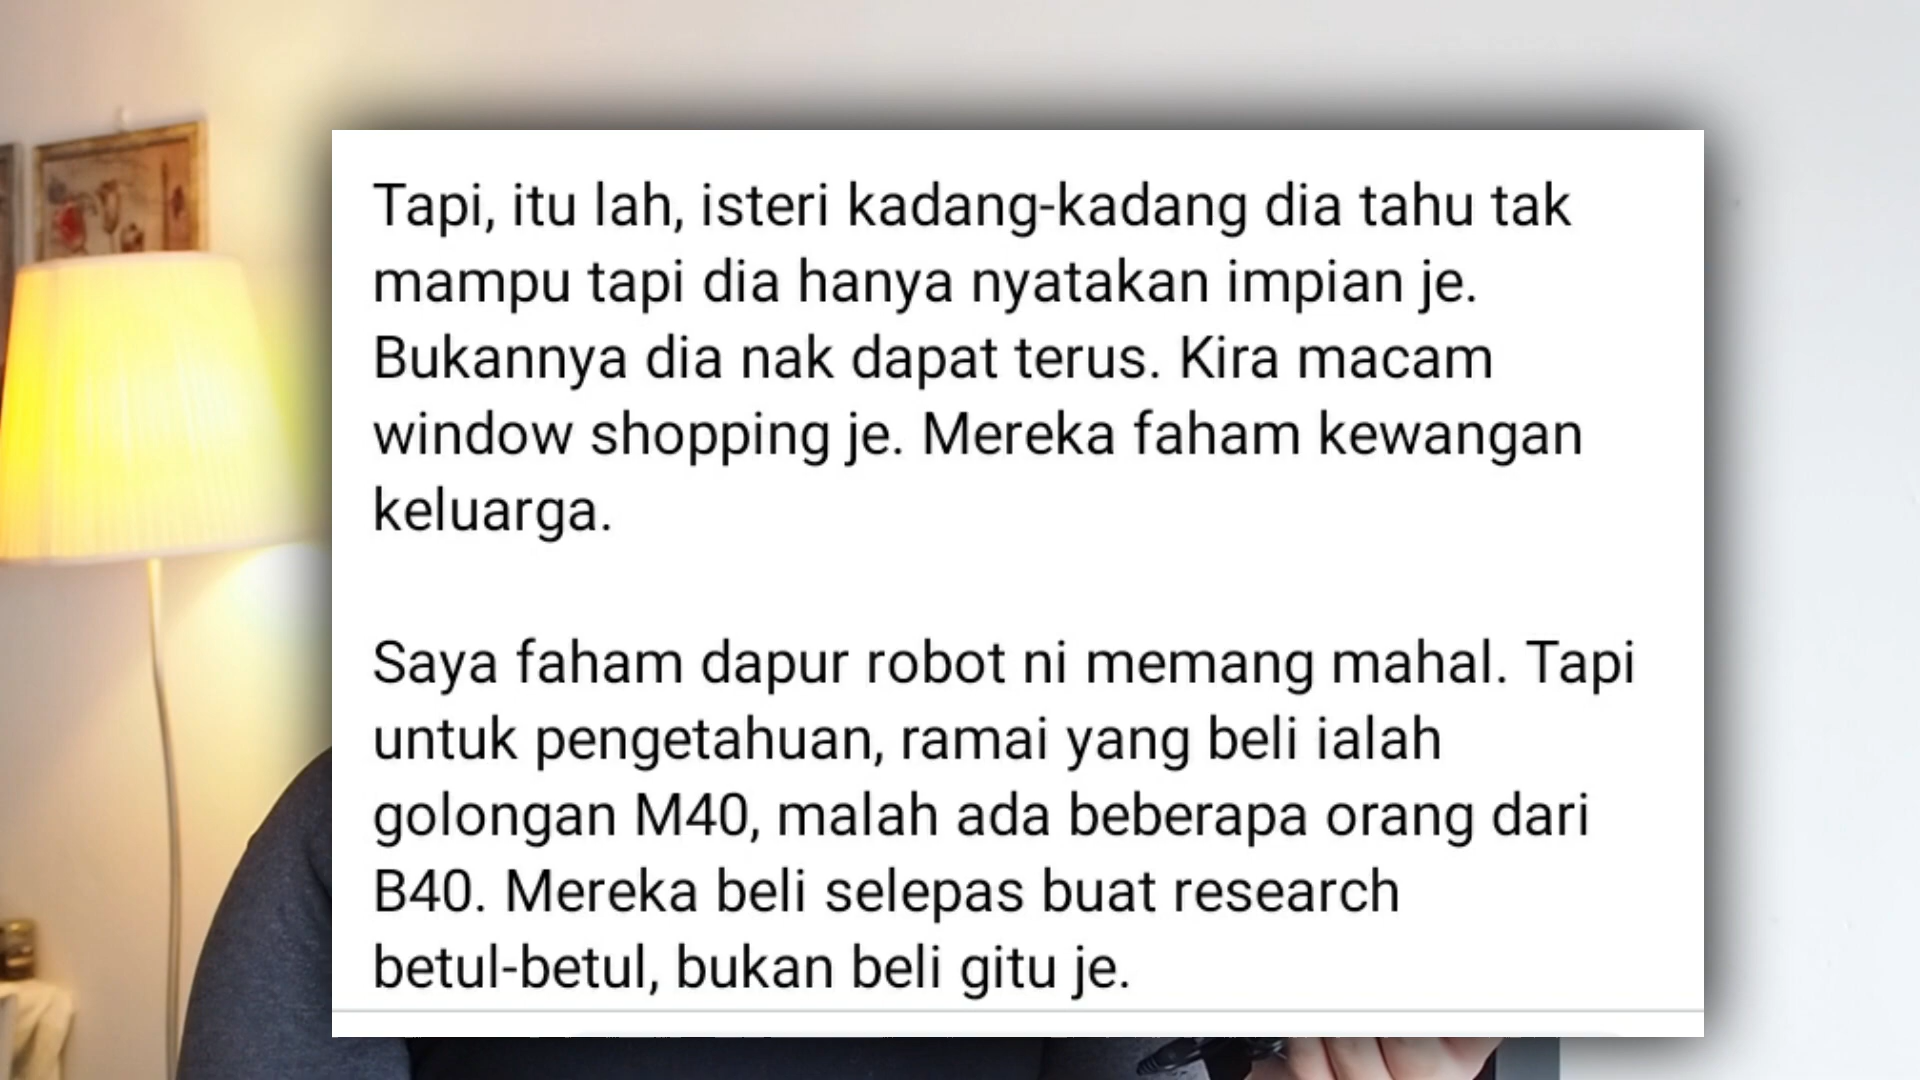 Tapi, itu lah, isteri kadang-kadang dia tahu tak
mampu tapi dia hanya nyatakan impian je.
Bukannya dia nak dapat terus. Kira macam
window shopping je. Mereka faham kewangan
keluarga.
Saya faham dapur robot ni memang mahal. Tapi
untuk pengetahuan, ramai yang beli ialah
golongan M40, malah ada beberapa orang dari
B40. Mereka beli selepas buat research
betul-betul, bukan beli gitu je.